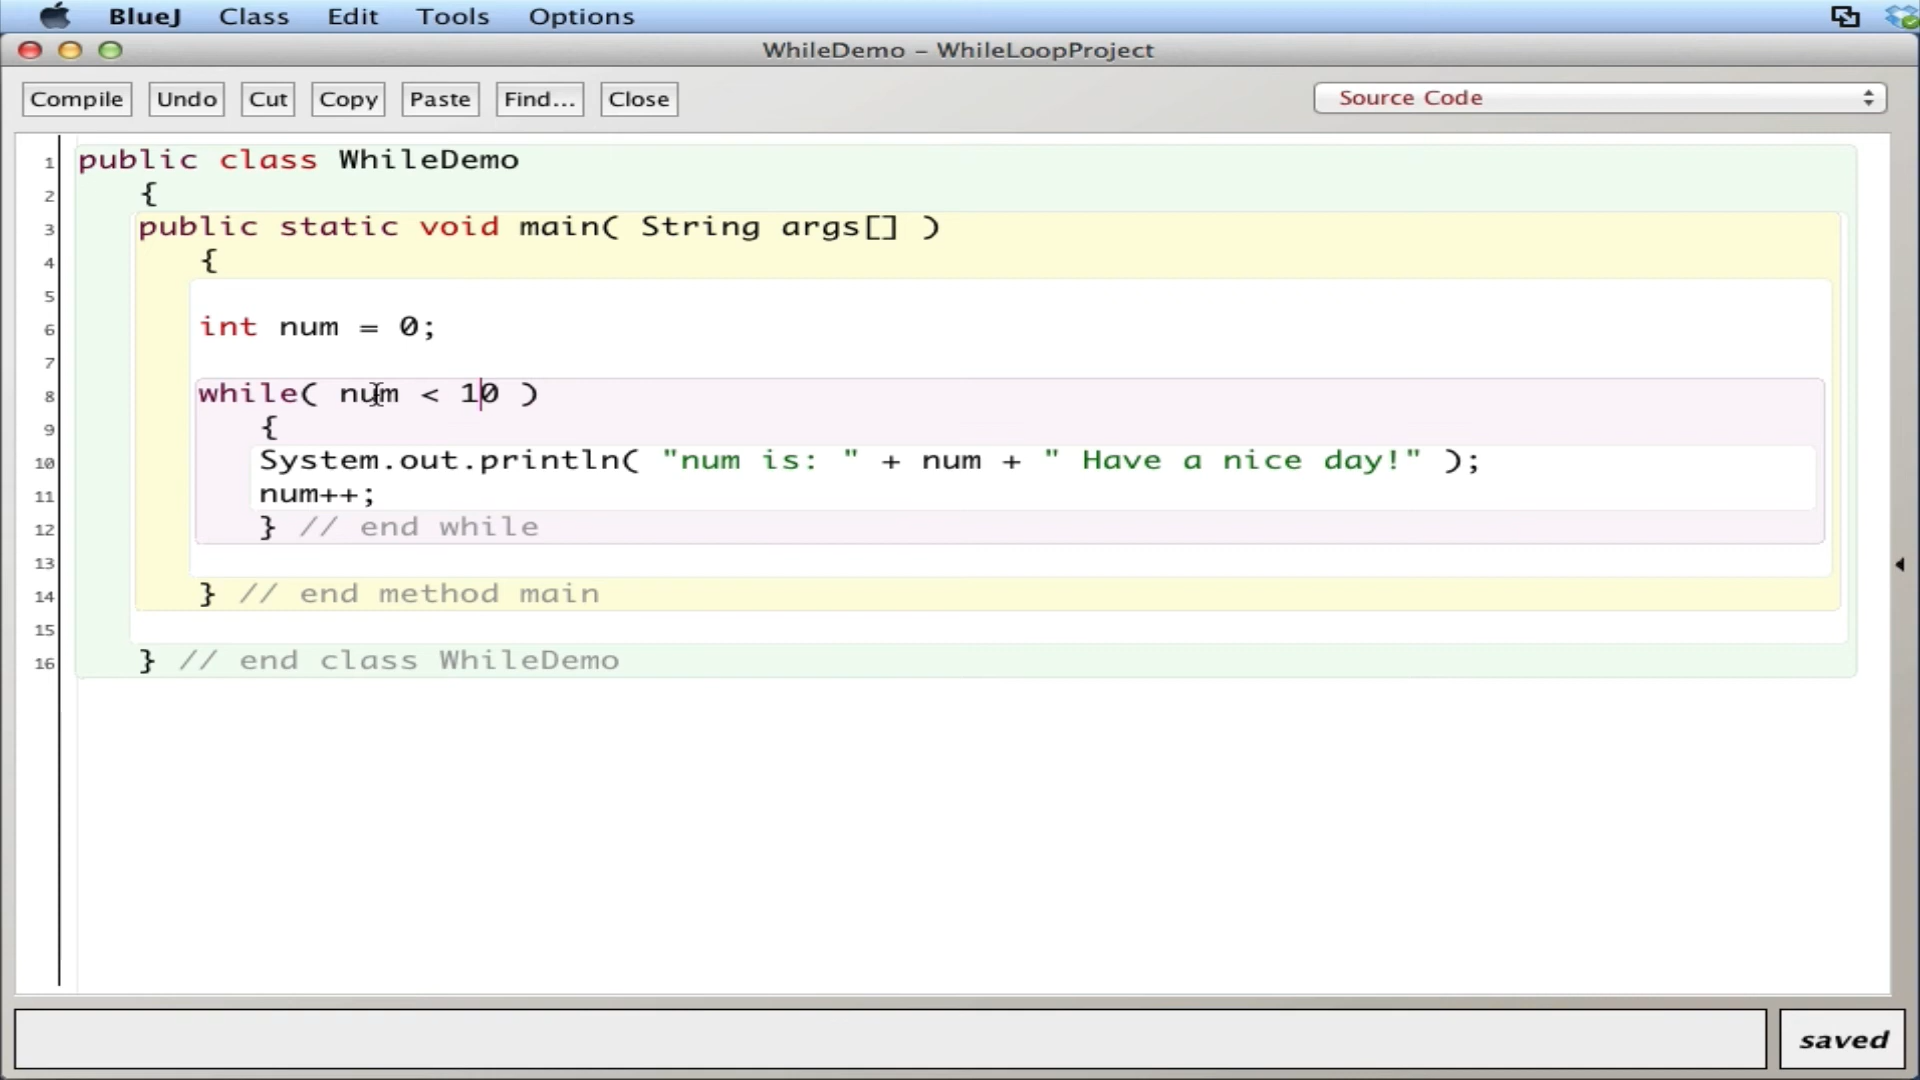 BlueJ Class Edit Tools Options
WhileDemo – WhileLoopProject
Compile Undo Cut Copy Paste Find... Close Source Code
1 public class WhileDemo
2 {
3 public static void main( String args[] )
4 {
5
6 int num = 0;
7
8 while( num < 10 )
9 {
10 System.out.println( "num is: " + num + " Have a nice day!" );
11 num++;
12 } // end while
13
14 } // end method main
15
16 } // end class WhileDemo
saved